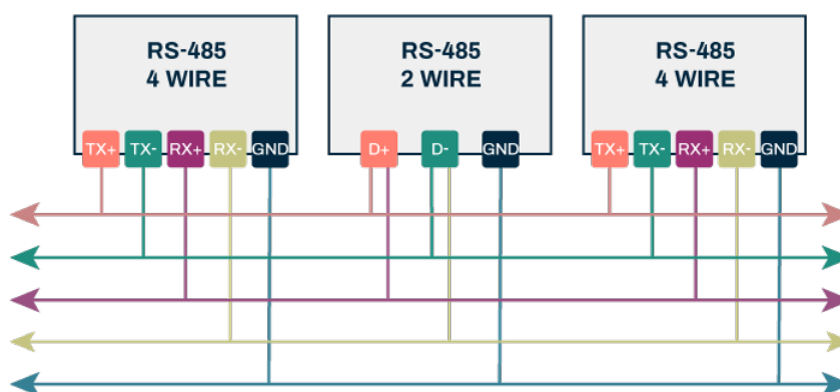 RS-485
4 WIRE
TX+ TX- RX+ RX- GND
RS-485
2 WIRE
D+ D- GND
RS-485
4 WIRE
TX+ TX- RX+ RX- GND